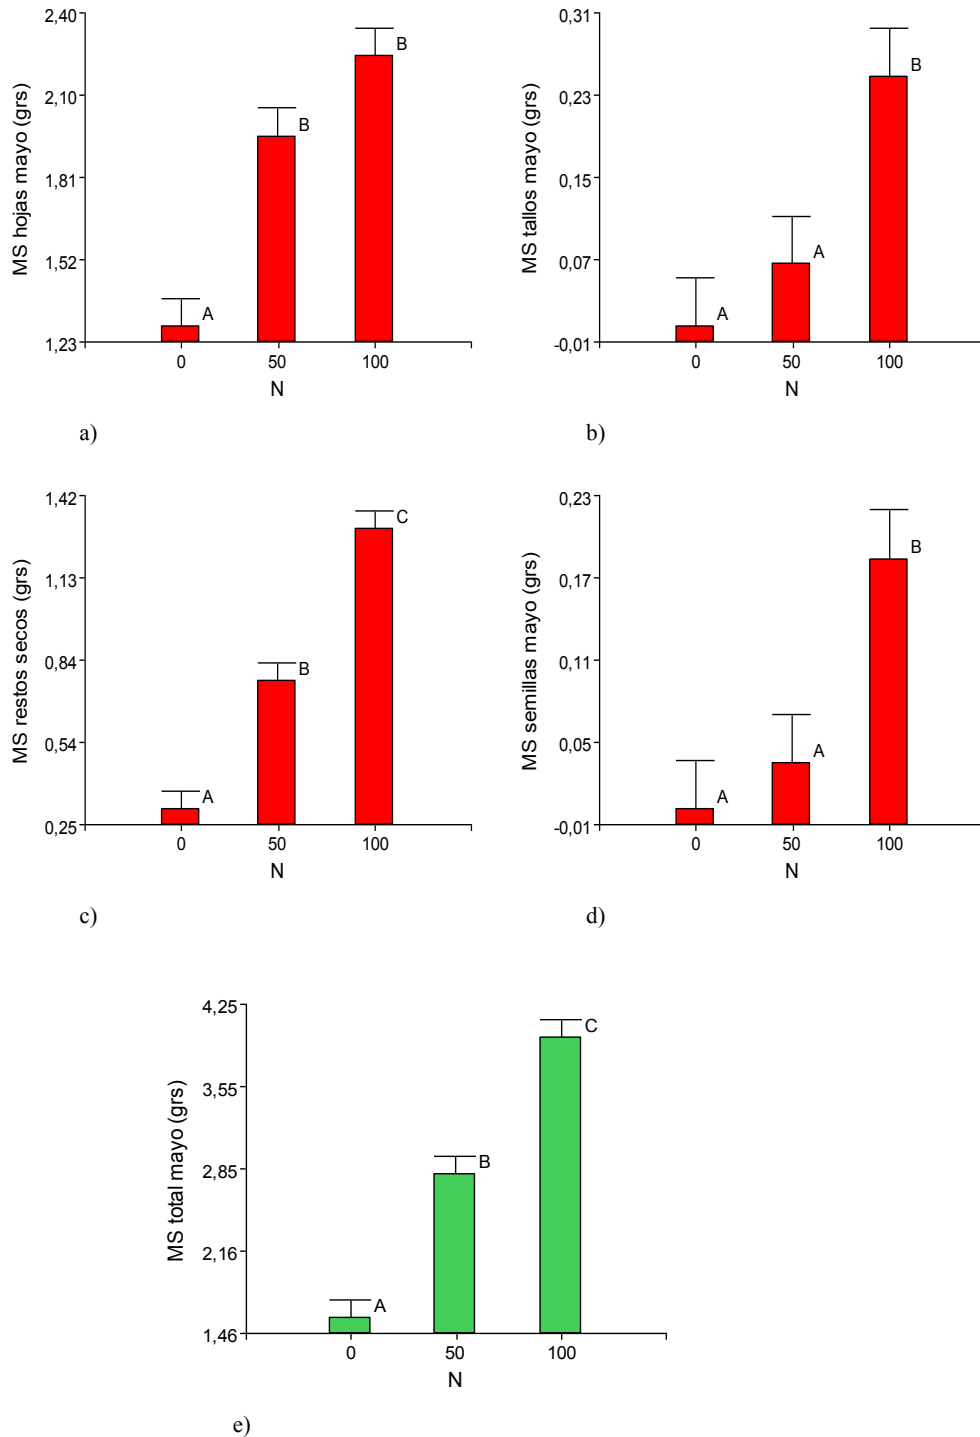 2,40
2,10
1,81
1,52
1,23
MS hojas mayo (grs)
B
B
A
0 50 100
N
a)
0,31
0,23
0,15
0,07
-0,01
MS tallos mayo (grs)
B
A
A
0 50 100
N
b)
1,42
1,13
0,84
0,54
0,25
MS restos secos (grs)
C
B
A
0 50 100
N
c)
0,23
0,17
0,11
0,05
-0,01
MS semillas mayo (grs)
B
A
A
0 50 100
N
d)
4,25
3,55
2,85
2,16
1,46
MS total mayo (grs)
C
B
A
0 50 100
N
e)